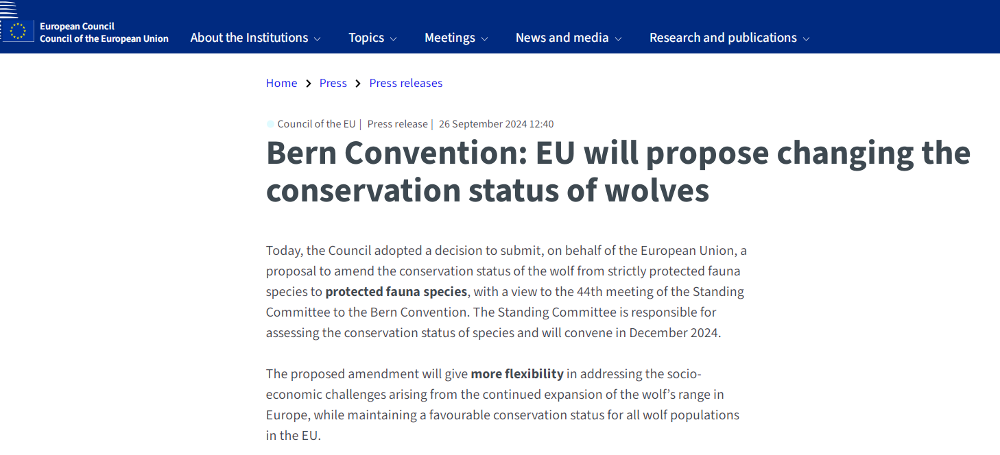 European Council
Council of the European Union
About the Institutions
Topics
Meetings
News and media
Research and publications
Home
Press
Press releases
Council of the EU | Press release | 26 September 2024 12:40
Bern Convention: EU will propose changing the
conservation status of wolves
Today, the Council adopted a decision to submit, on behalf of the European Union, a
proposal to amend the conservation status of the wolf from strictly protected fauna
species to protected fauna species, with a view to the 44th meeting of the Standing
Committee to the Bern Convention. The Standing Committee is responsible for
assessing the conservation status of species and will convene in December 2024.
The proposed amendment will give more flexibility in addressing the socio-
economic challenges arising from the continued expansion of the wolf’s range in
Europe, while maintaining a favourable conservation status for all wolf populations
in the EU.